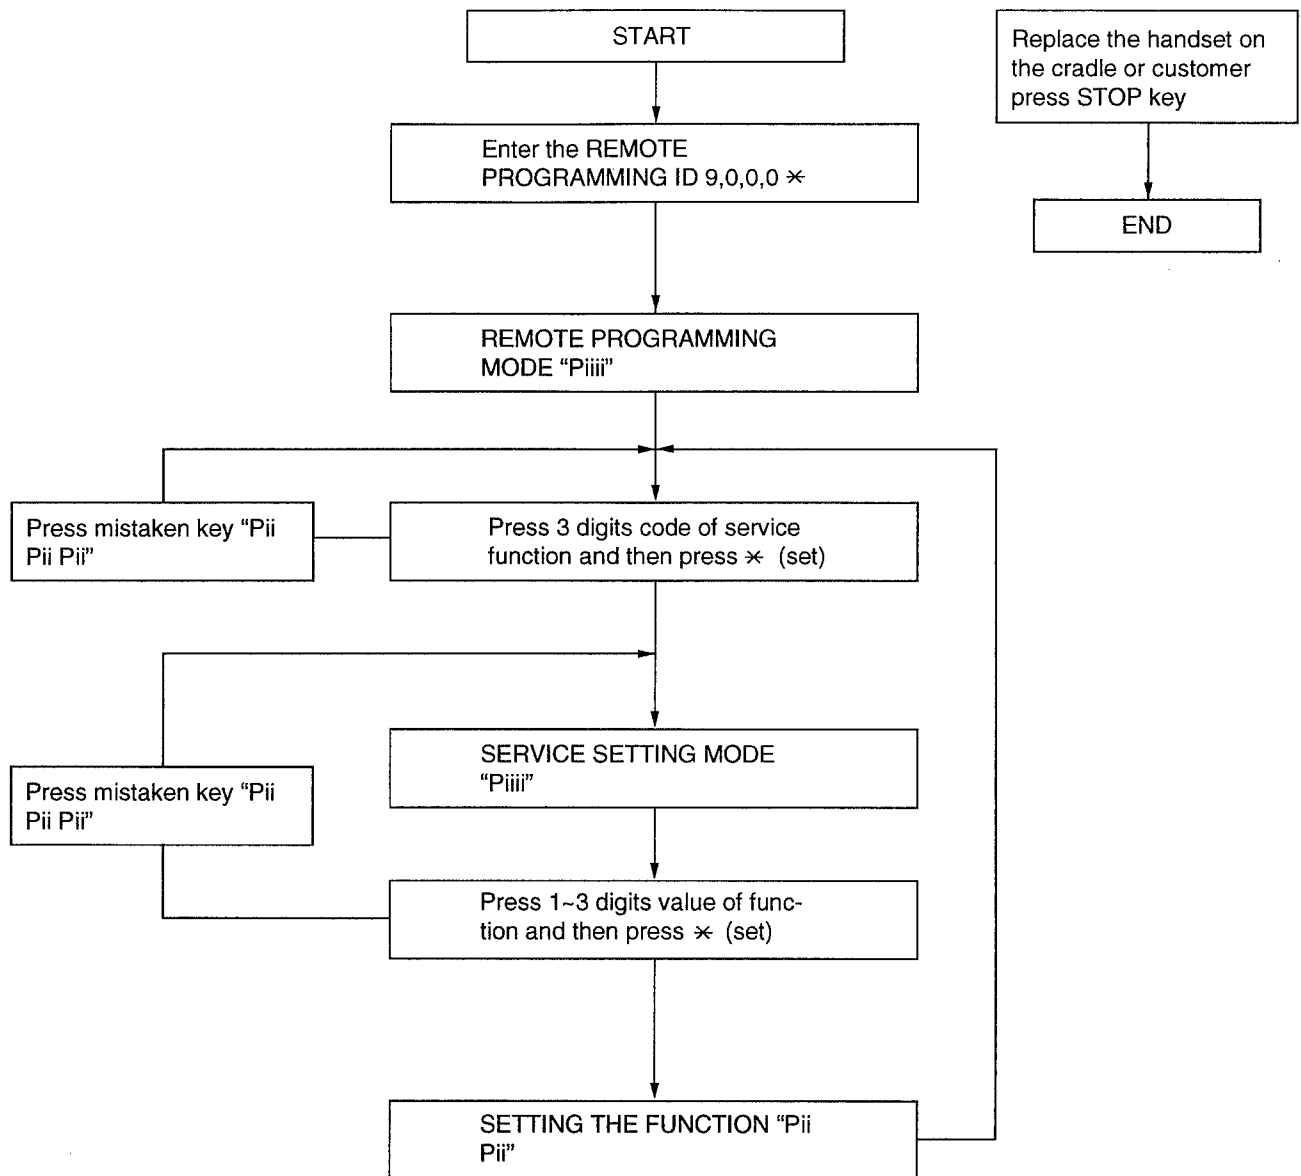 START
Enter the REMOTE
PROGRAMMING ID 9,0,0,0 ✳
REMOTE PROGRAMMING
MODE “Piiii”
Press mistaken key “Pii
Pii Pii”
Press 3 digits code of service
function and then press ✳ (set)
SERVICE SETTING MODE
“Piiii”
Press mistaken key “Pii
Pii Pii”
Press 1~3 digits value of func-
tion and then press ✳ (set)
SETTING THE FUNCTION “Pii
Pii”
Replace the handset on
the cradle or customer
press STOP key
END